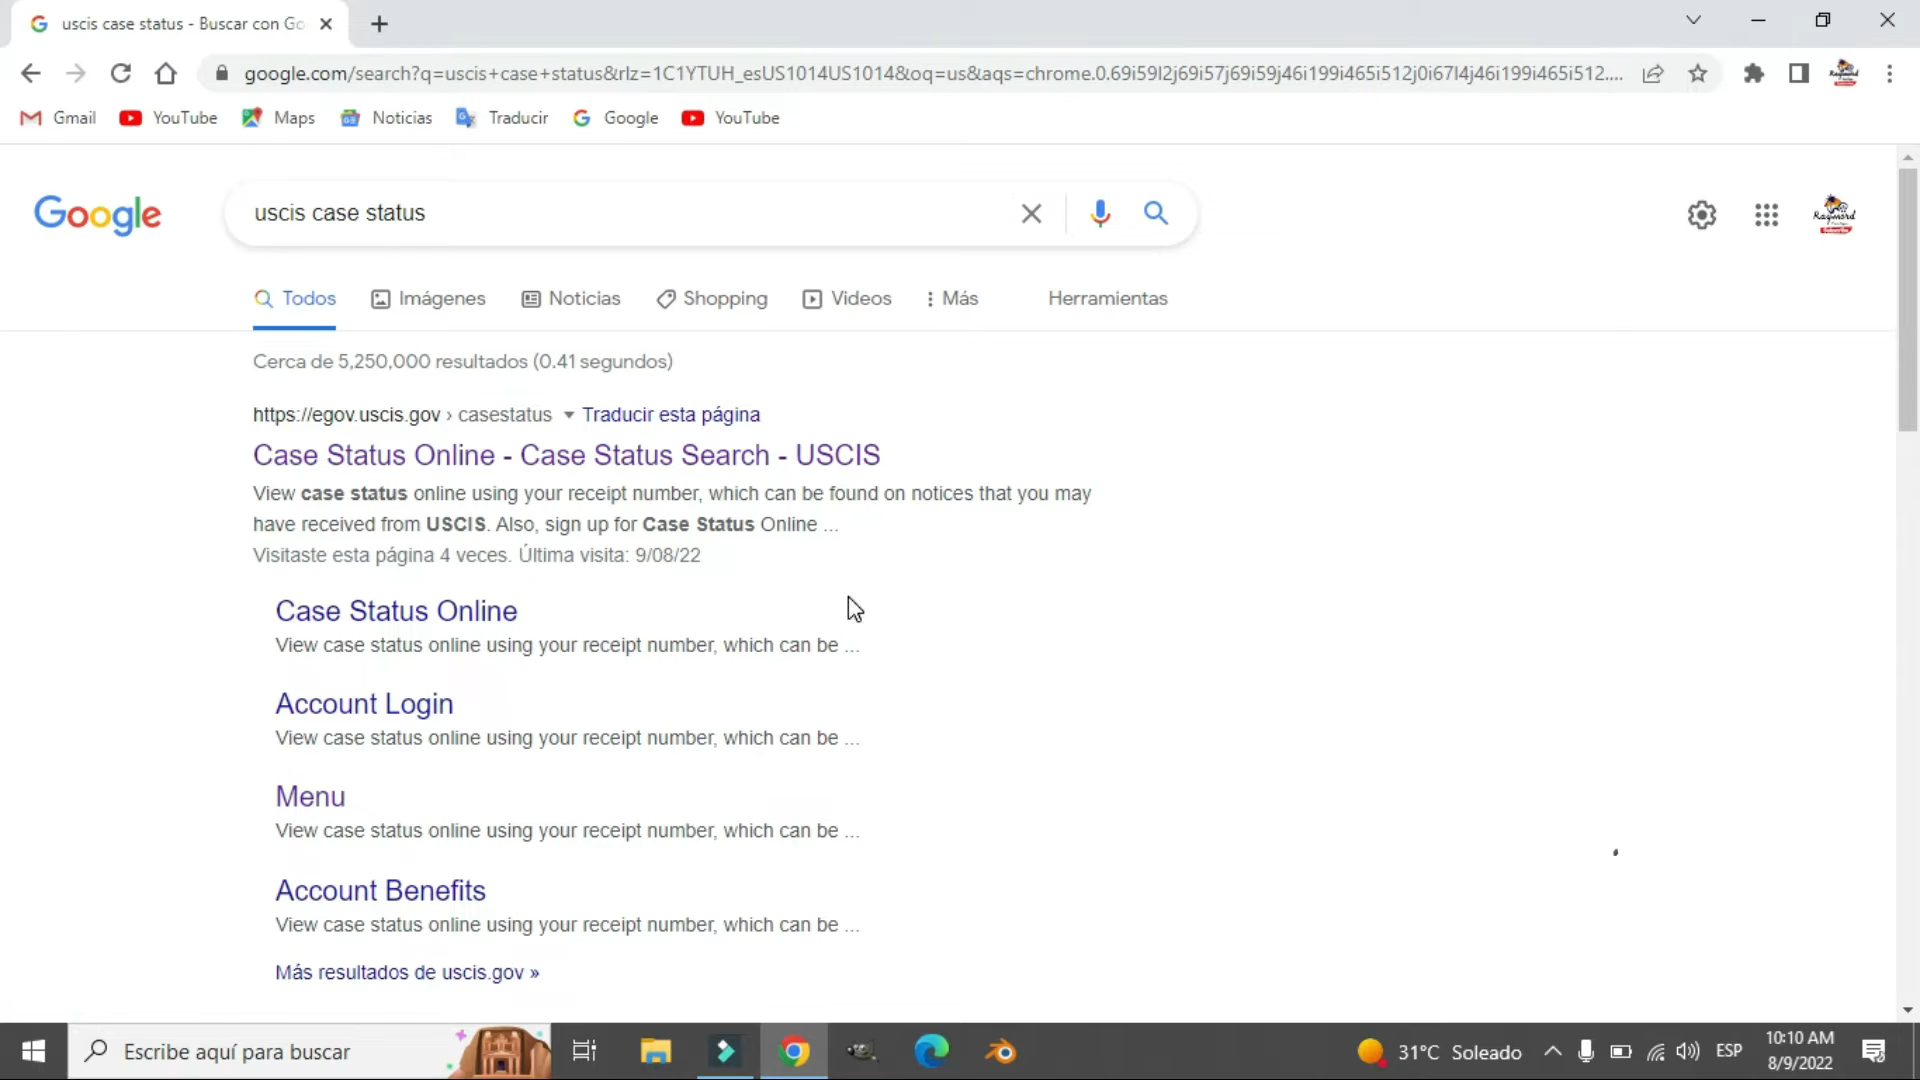 uscis case status - Buscar con Go
google.com/search?q=uscis+case+status&rlz=1C1YTUH_esUS1014US1014&oq=us&aqs=chrome.0.69i59l2j69i57j69i59j46i199i465i512j0i67l4j46i199i465i512....
Gmail YouTube Maps Noticias Traducir Google YouTube
Google uscis case status
Todos Imágenes Noticias Shopping Videos Más Herramientas
Cerca de 5,250,000 resultados (0.41 segundos)
https://egov.uscis.gov › casestatus Traducir esta página
Case Status Online - Case Status Search - USCIS
View case status online using your receipt number, which can be found on notices that you may
have received from USCIS. Also, sign up for Case Status Online ...
Visitaste esta página 4 veces. Última visita: 9/08/22
Case Status Online
View case status online using your receipt number, which can be ...
Account Login
View case status online using your receipt number, which can be ...
Menu
View case status online using your receipt number, which can be ...
Account Benefits
View case status online using your receipt number, which can be ...
Más resultados de uscis.gov »
Escribe aquí para buscar 31°C Soleado ESP 10:10 AM
8/9/2022